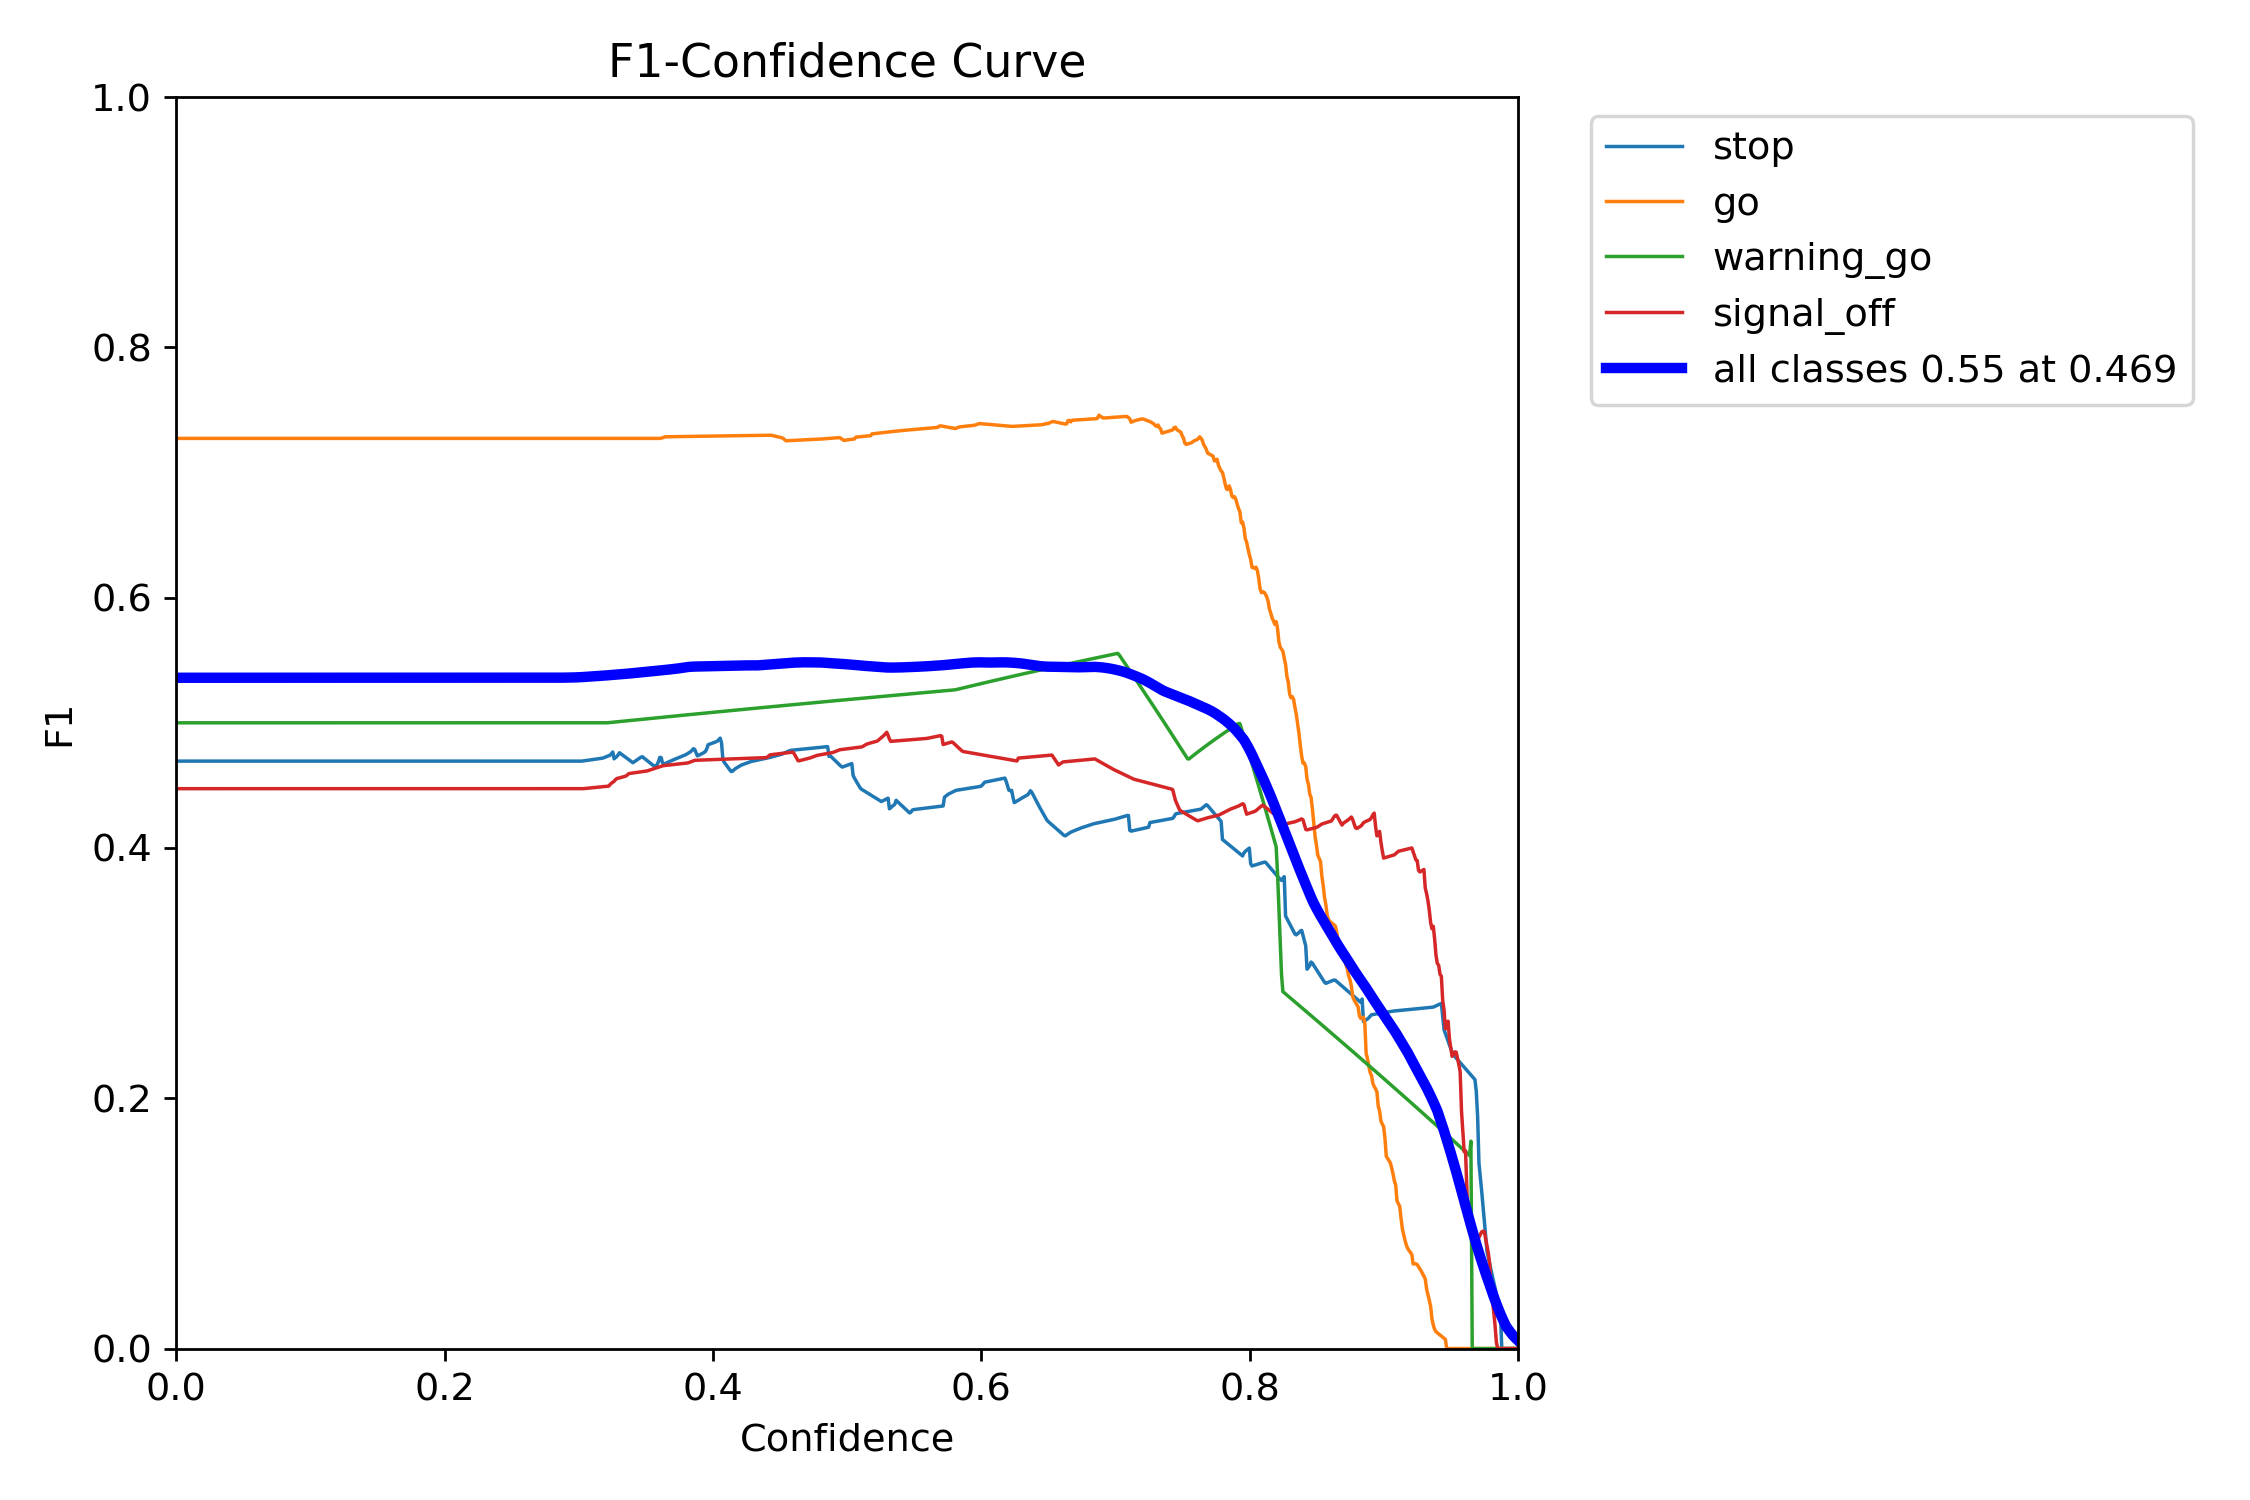 F1-Confidence Curve
1.0
0.8
0.6
0.4
0.2
0.0
F1
0.0 0.2 0.4 0.6 0.8 1.0
Confidence
stop
go
warning_go
signal_off
all classes 0.55 at 0.469